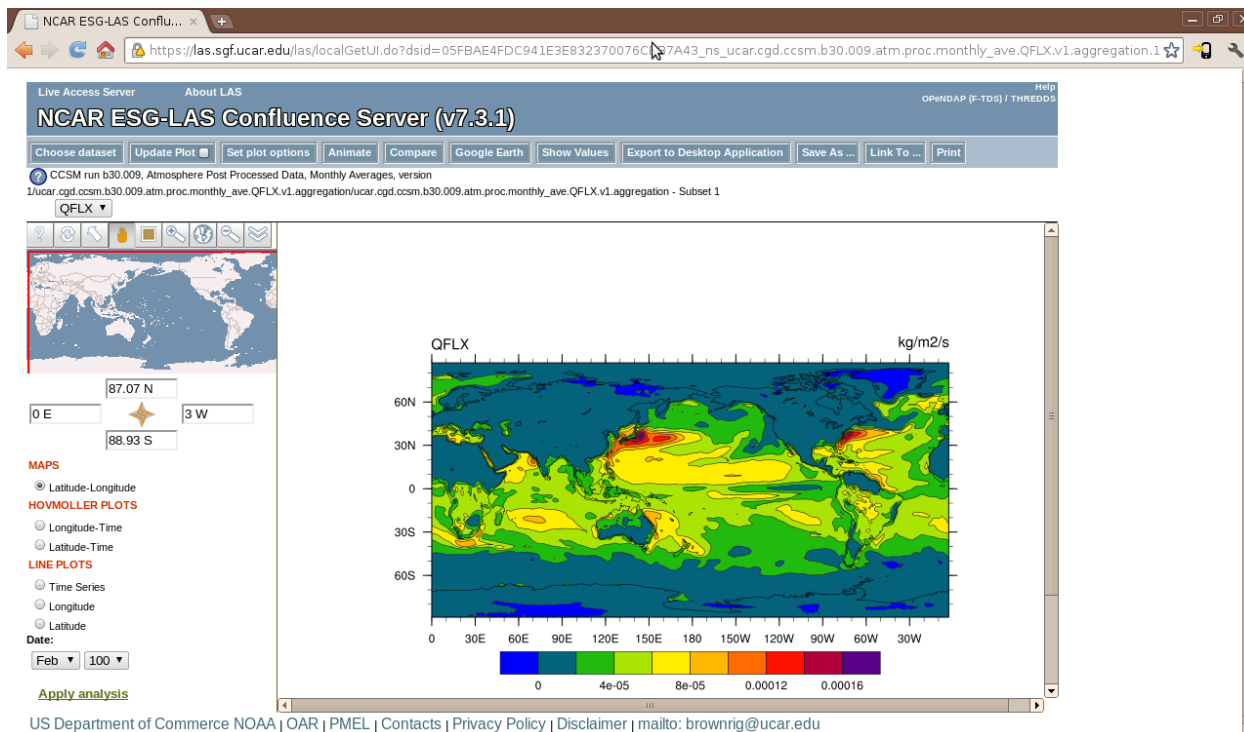 NCAR ESG-LAS Conflu...
https://las.sgf.ucar.edu/las/localGetUI.do?dsid=05FBAE4FDC941E3E832370076C 37A43_ns_ucar.cgd.ccsm.b30.009.atm.proc.monthly_ave.QFLX.v1.aggregation.1
Live Access Server About LAS Help
OPeNDAP (F-TDS) / THREDDS
NCAR ESG-LAS Confluence Server (v7.3.1)
Choose dataset Update Plot Set plot options Animate Compare Google Earth Show Values Export to Desktop Application Save As ... Link To ... Print
? CCSM run b30.009, Atmosphere Post Processed Data, Monthly Averages, version
1/ucar.cgd.ccsm.b30.009.atm.proc.monthly_ave.QFLX.v1.aggregation/ucar.cgd.ccsm.b30.009.atm.proc.monthly_ave.QFLX.v1.aggregation - Subset 1
QFLX
?
87.07 N
0 E 3 W
88.93 S
MAPS
Latitude-Longitude
HOVMOLLER PLOTS
Longitude-Time
Latitude-Time
LINE PLOTS
Time Series
Longitude
Latitude
Date:
Feb 100
Apply analysis
QFLX kg/m2/s
60N
30N
0
30S
60S
0 30E 60E 90E 120E 150E 180 150W 120W 90W 60W 30W
0 4e-05 8e-05 0.00012 0.00016
US Department of Commerce NOAA | OAR | PMEL | Contacts | Privacy Policy | Disclaimer | mailto: brownrig@ucar.edu